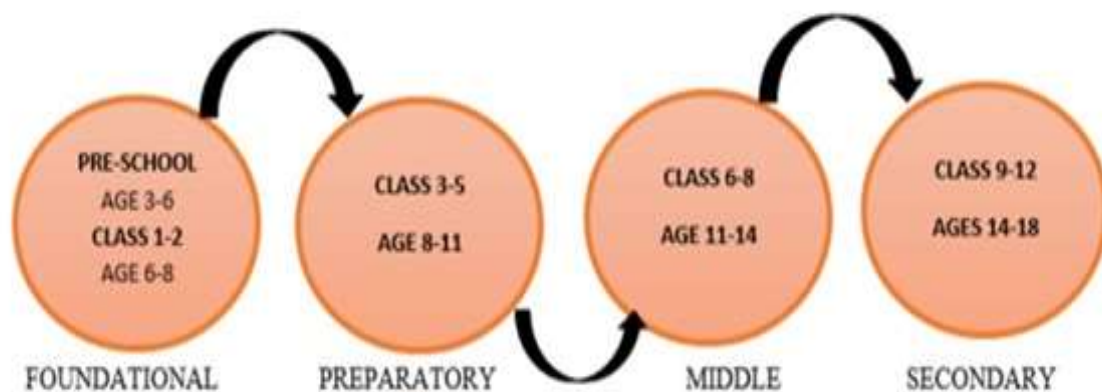 PRE-SCHOOL
AGE 3-6
CLASS 1-2
AGE 6-8
FOUNDATIONAL
CLASS 3-5
AGE 8-11
PREPARATORY
CLASS 6-8
AGE 11-14
MIDDLE
CLASS 9-12
AGES 14-18
SECONDARY